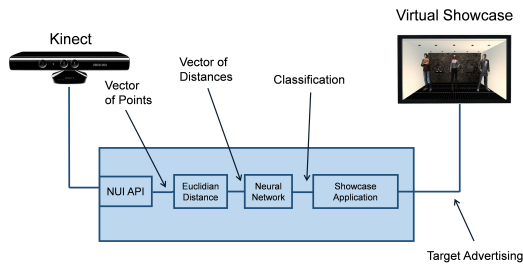 Kinect
Virtual Showcase
Vector
of Points
Vector of
Distances
Classification
NUI API
Euclidian
Distance
Neural
Network
Showcase
Application
Target Advertising